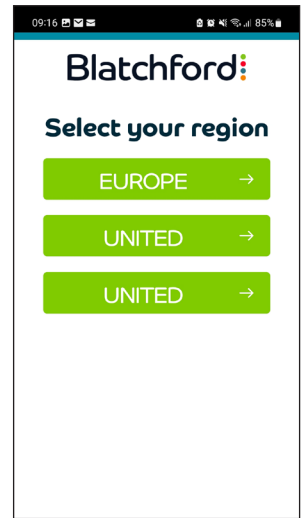 09:16 85%
Blatchford
Select your region
EUROPE →
UNITED →
UNITED →